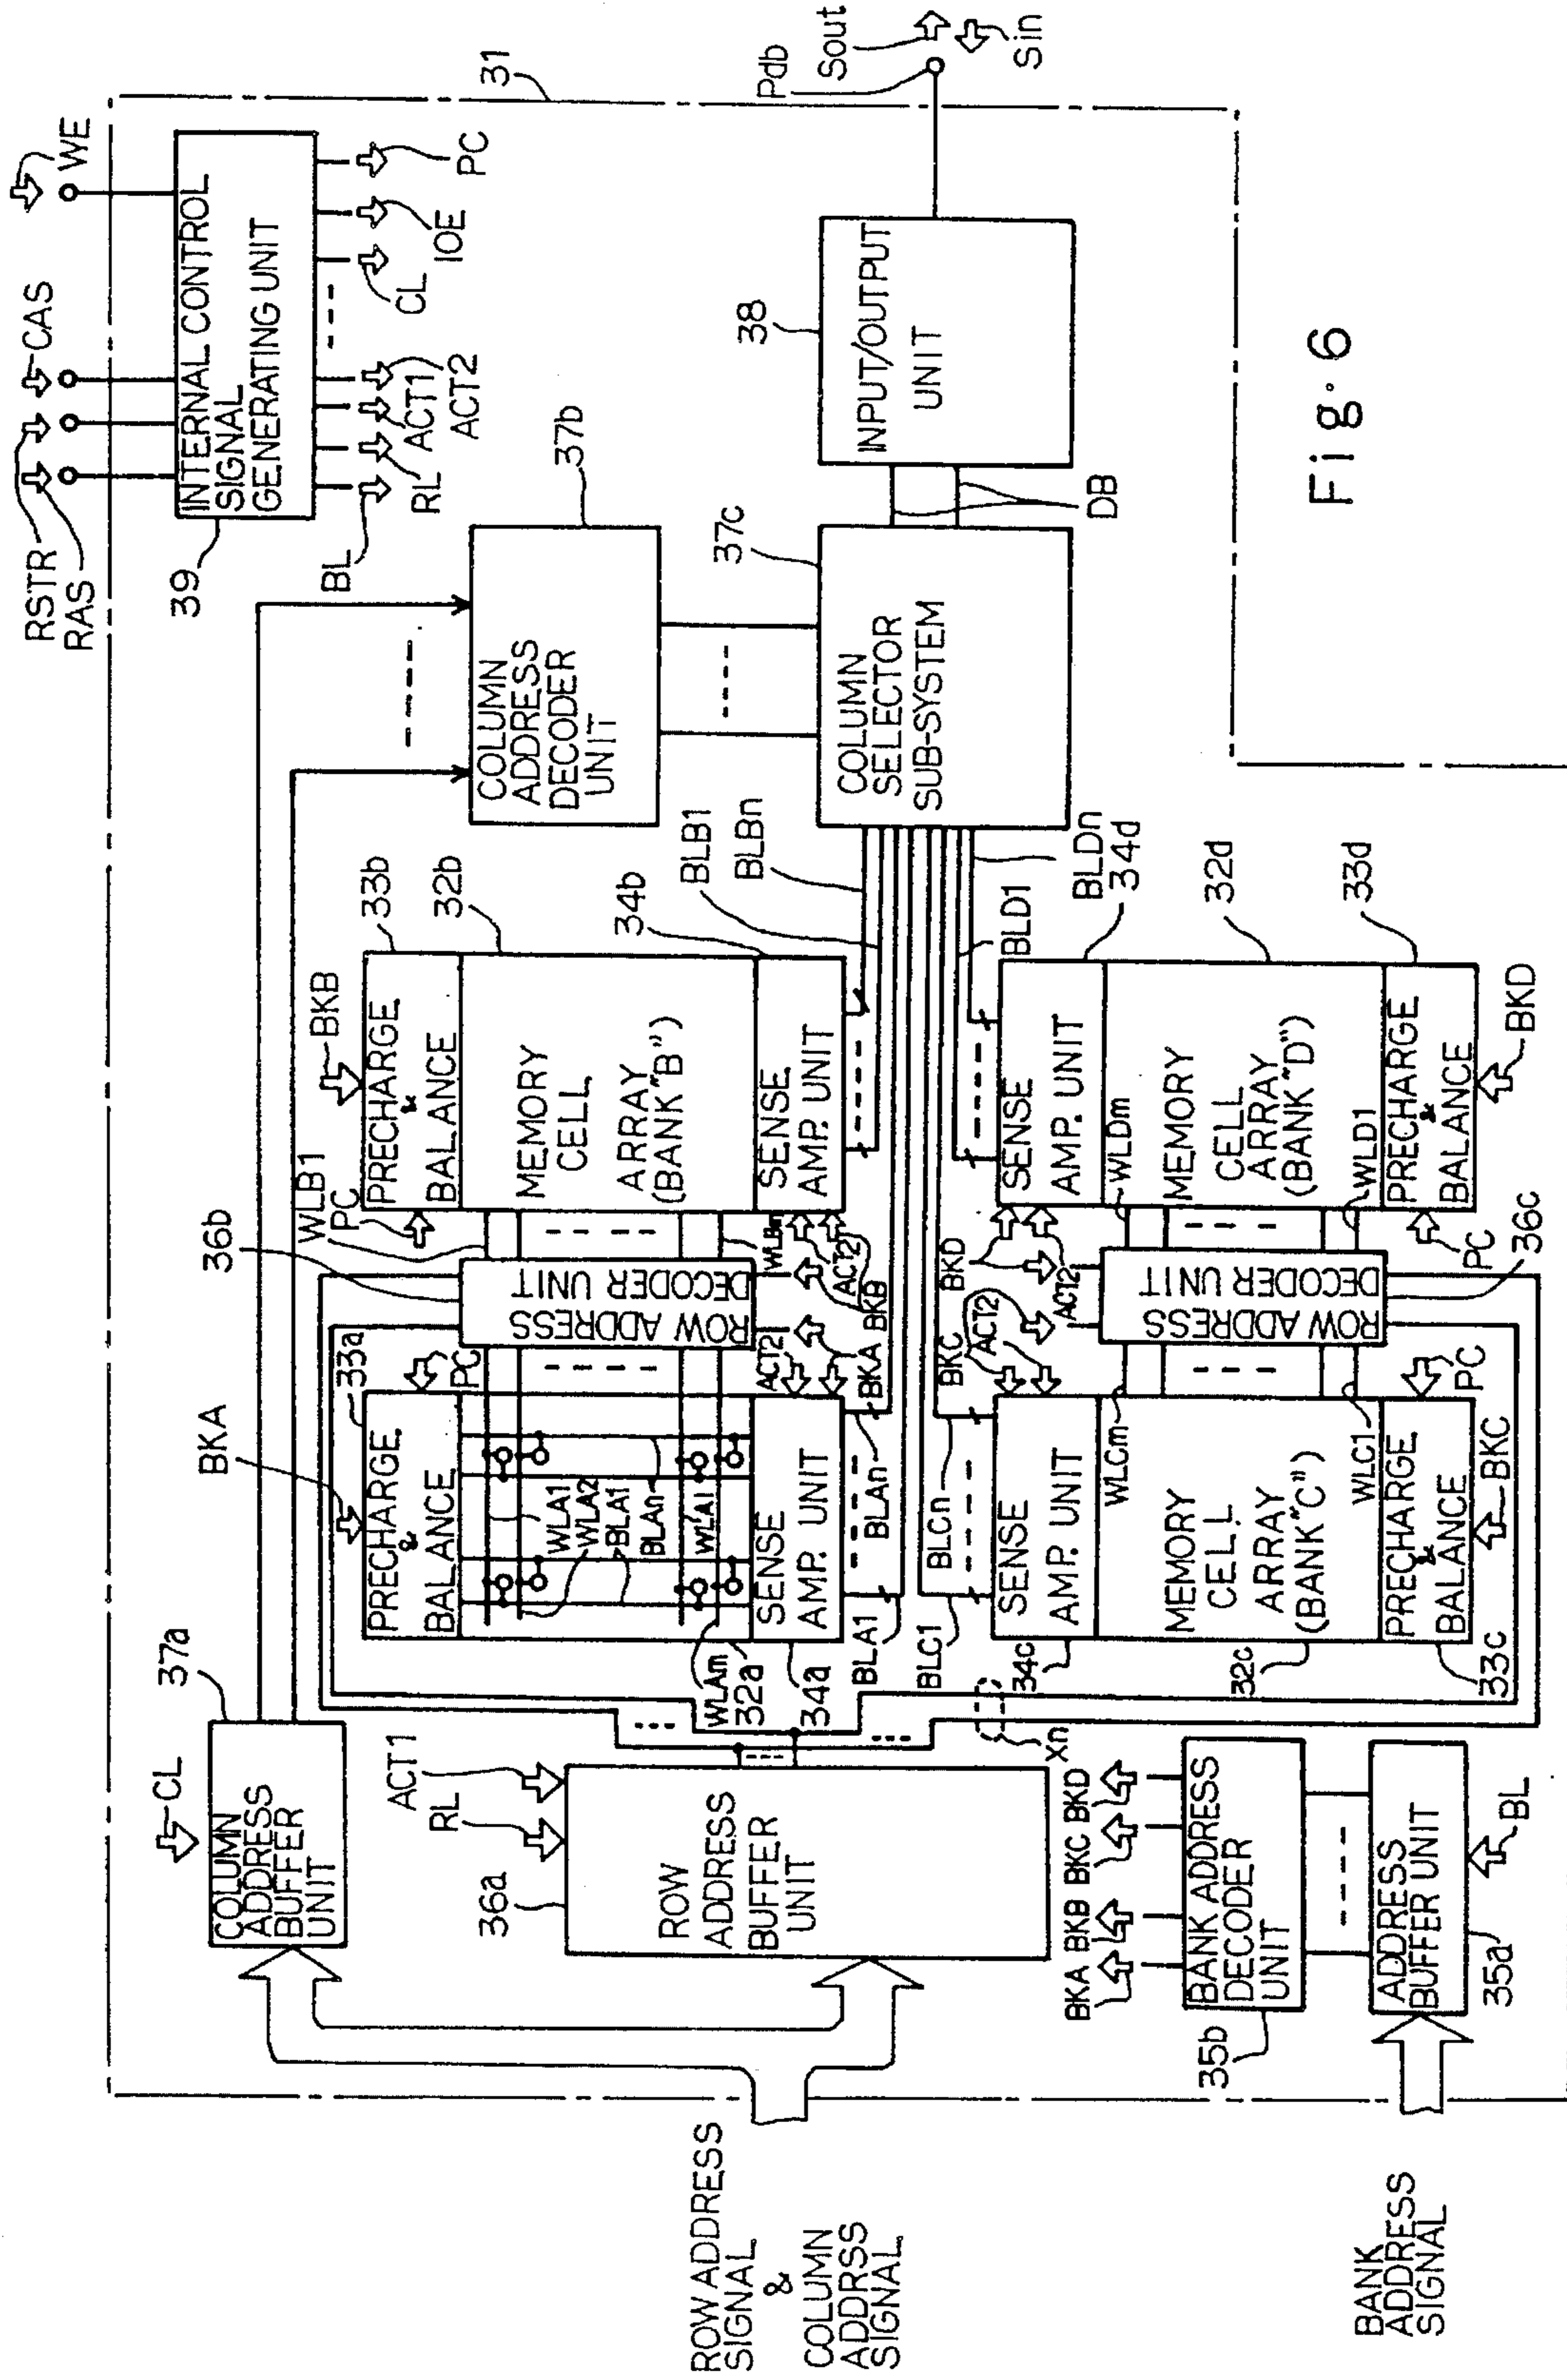 ROW ADDRESS
SIGNAL
&
COLUMN
ADDRSS
SIGNAL
BANK
ADDRESS
SIGNAL
CL
37a
COLUMN
ADDRESS
BUFFER
UNIT
ACT1
RL
36a
ROW
ADDRESS
BUFFER
UNIT
BKA
BKB
BKC
BKD
35b
BANK ADDRESS
DECODER
UNIT
35a
ADDRESS
BUFFER UNIT
BL
Xn
BKA
33a
PRECHARGE
&
BALANCE
PC
WLA1
WLA2
BLA1
BLAn
WLA1
WLAm
32a
34a
SENSE
AMP. UNIT
ACT2
BKA
BLA1
BLAn
36b
ROW ADDRESS
DECODER UNIT
WLB1
PC
WLBm
ACT2
BKB
BKB
33b
PRECHARGE
&
BALANCE
32b
MEMORY
CELL
ARRAY
(BANK"B")
34b
SENSE
AMP. UNIT
BLB1
BLBn
BLC1
BLCn
BKC
ACT2
34c
SENSE
AMP. UNIT
WLCm
32c
MEMORY
CELL
ARRAY
(BANK"C")
WLC1
33c
PRECHARGE
&
BALANCE
PC
BKC
ACT2
ROW ADDRESS
DECODER UNIT
36c
BKD
BLD1
BLDn
34d
SENSE
AMP. UNIT
WLDm
32d
MEMORY
CELL
ARRAY
(BANK"D")
WLD1
33d
PRECHARGE
&
BALANCE
PC
BKD
37b
COLUMN
ADDRESS
DECODER
UNIT
37c
COLUMN
SELECTOR
SUB-SYSTEM
DB
38
INPUT/OUTPUT
UNIT
Pdb
Sout
Sin
RSTR
RAS
CAS
WE
39
INTERNAL CONTROL
SIGNAL
GENERATING UNIT
BL
RL
ACT1
ACT2
CL
IOE
PC
31
Fig. 6